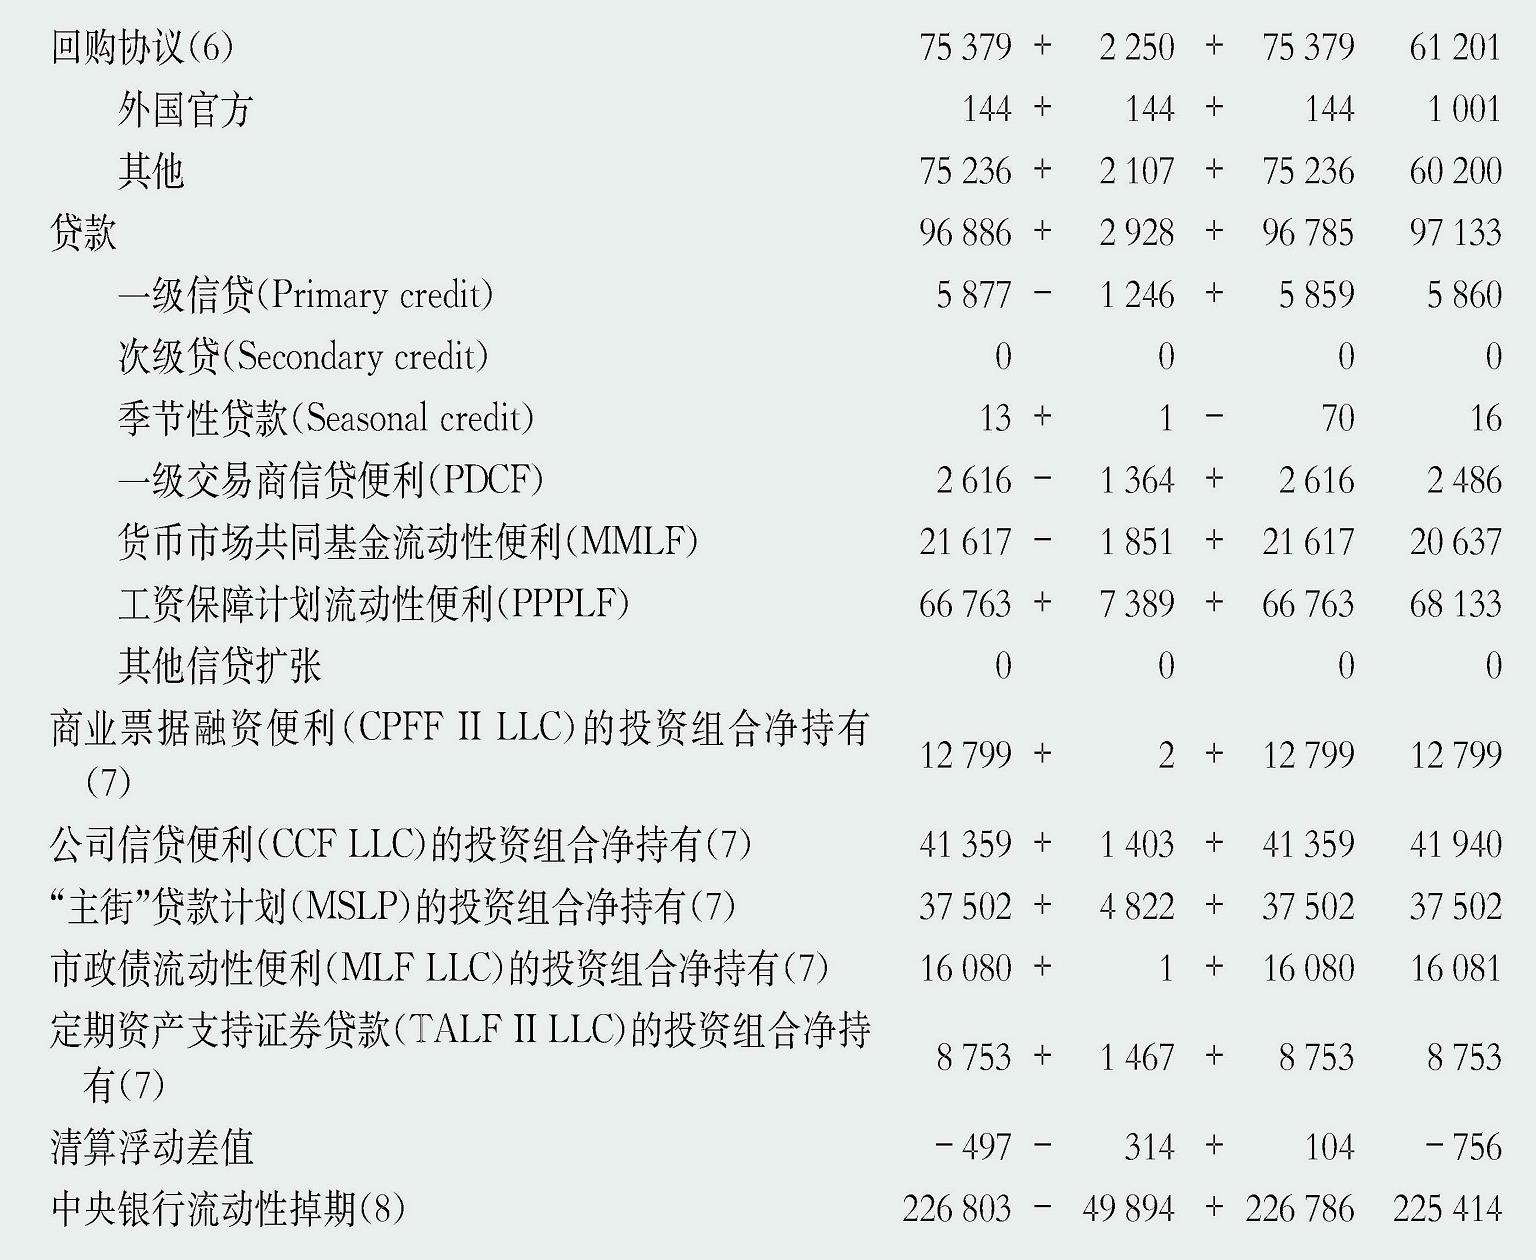 回购协议(6) 75 379 + 2 250 + 75 379 61 201
外国官方 144 + 144 + 144 1 001
其他 75 236 + 2 107 + 75 236 60 200
贷款 96 886 + 2 928 + 96 785 97 133
一级信贷(Primary credit) 5 877 - 1 246 + 5 859 5 860
次级贷(Secondary credit) 0 0 0 0
季节性贷款(Seasonal credit) 13 + 1 - 70 16
一级交易商信贷便利(PDCF) 2 616 - 1 364 + 2 616 2 486
货币市场共同基金流动性便利(MMLF) 21 617 - 1 851 + 21 617 20 637
工资保障计划流动性便利(PPPLF) 66 763 + 7 389 + 66 763 68 133
其他信贷扩张 0 0 0 0
商业票据融资便利(CPFF II LLC)的投资组合净持有
(7) 12 799 + 2 + 12 799 12 799
公司信贷便利(CCF LLC)的投资组合净持有(7) 41 359 + 1 403 + 41 359 41 940
“主街”贷款计划(MSLP)的投资组合净持有(7) 37 502 + 4 822 + 37 502 37 502
市政债流动性便利(MLF LLC)的投资组合净持有(7) 16 080 + 1 + 16 080 16 081
定期资产支持证券贷款(TALF II LLC)的投资组合净持
有(7) 8 753 + 1 467 + 8 753 8 753
清算浮动差值 -497 - 314 + 104 -756
中央银行流动性掉期(8) 226 803 - 49 894 + 226 786 225 414